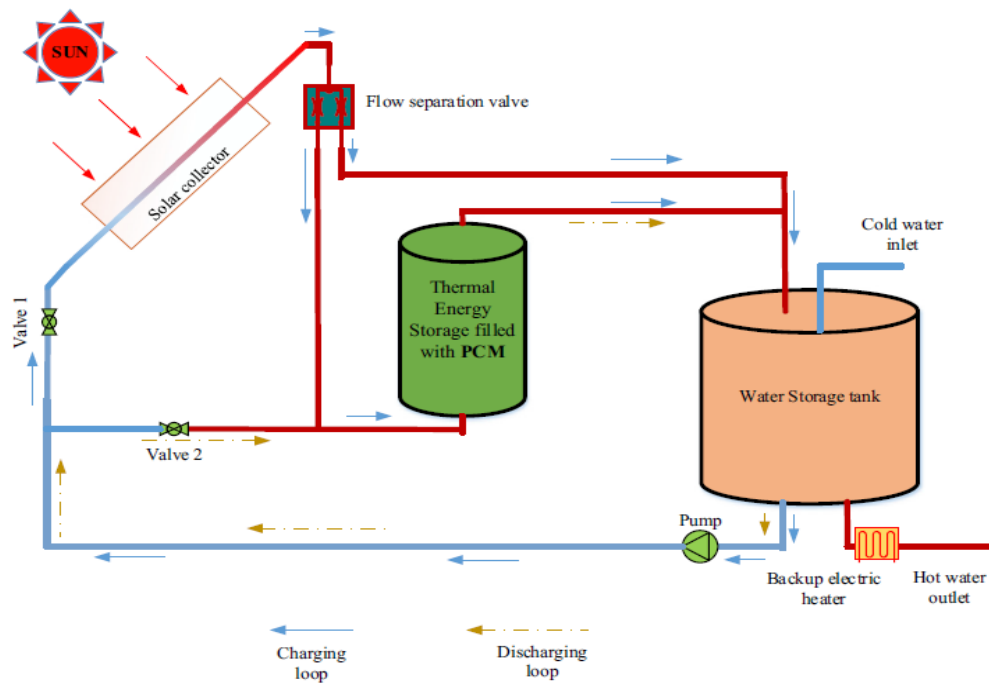 SUN
Flow separation valve
Solar collector
Cold water
inlet
Thermal
Energy
Storage filled
with PCM
Valve 1
Water Storage tank
Valve 2
Pump
Backup electric
heater
Hot water
outlet
Charging
loop
Discharging
loop